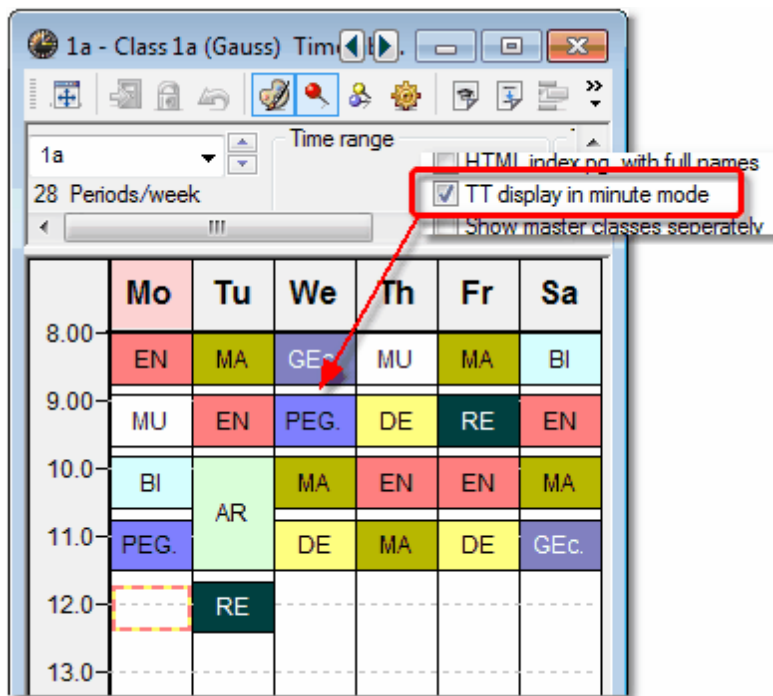 1a - Class 1a (Gauss) Tim
1a
Time range
28 Periods/week
HTML index pg. with full names
TT display in minute mode
Show master classes seperately
Mo Tu We Th Fr Sa
8.00
EN MA GEc. MU MA BI
9.00
MU EN PEG. DE RE EN
10.0
BI AR MA EN EN MA
11.0
PEG. DE MA DE GEc.
12.0
RE
13.0